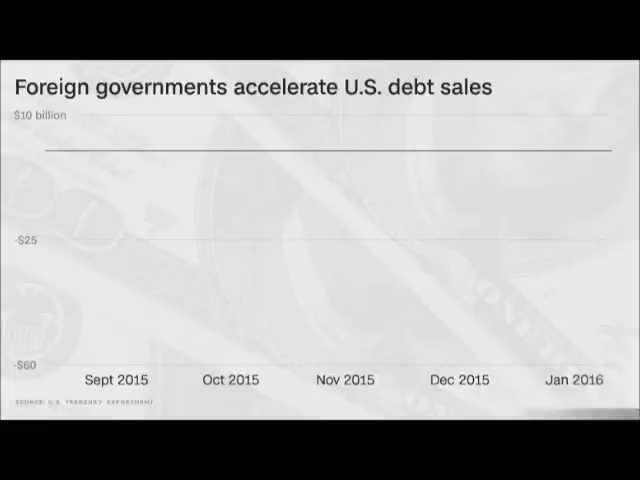 Foreign governments accelerate U.S. debt sales
$10 billion
-$25
-$60
Sept 2015 Oct 2015 Nov 2015 Dec 2015 Jan 2016
SOURCE: U.S. TREASURY DEPARTMENT